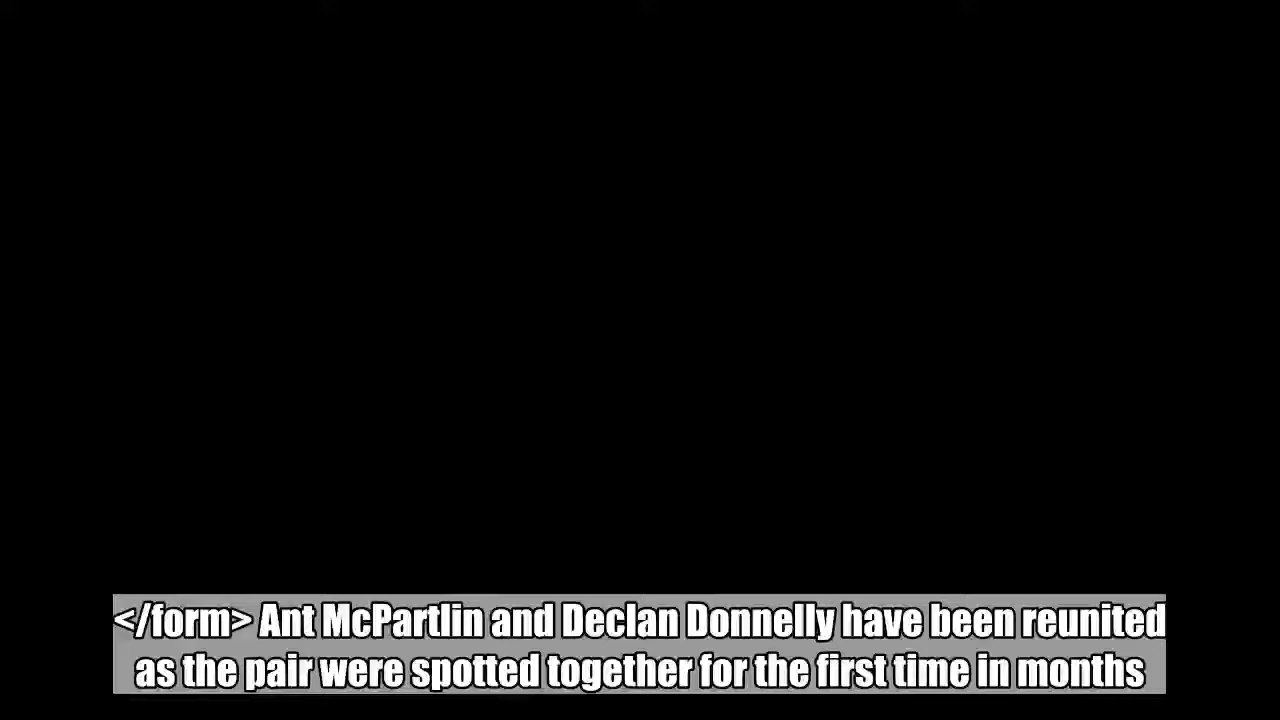 </form> Ant McPartlin and Declan Donnelly have been reunited
as the pair were spotted together for the first time in months